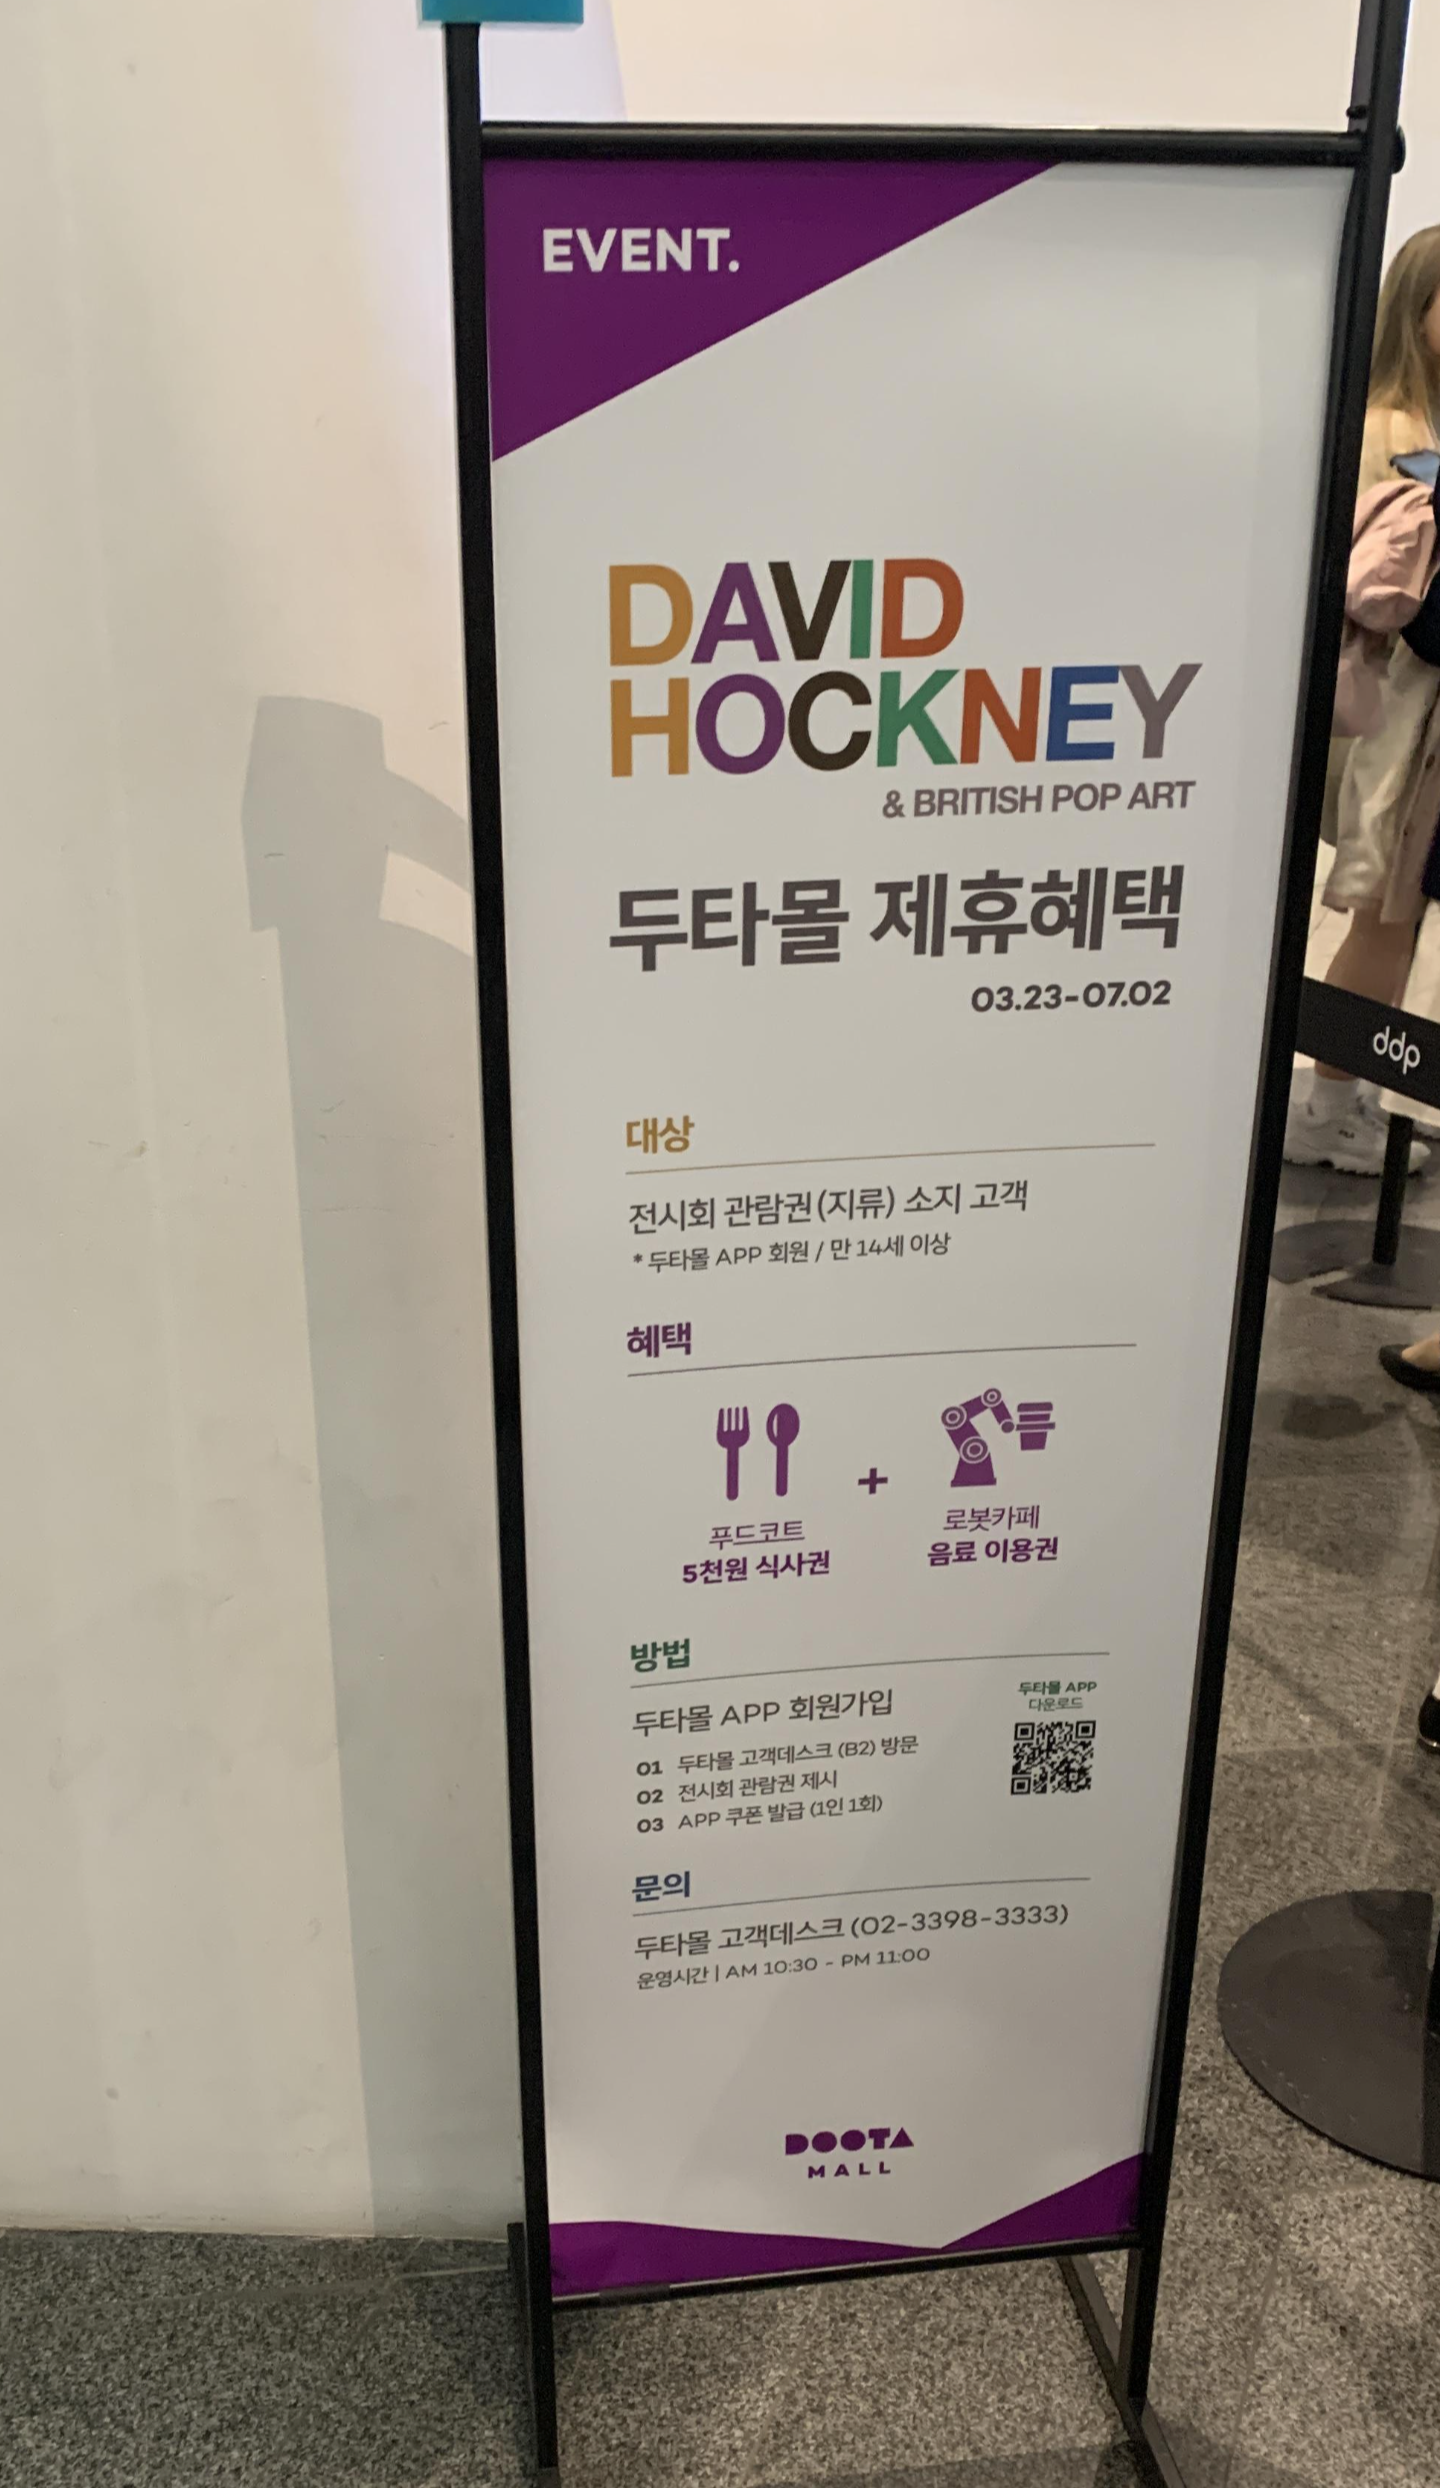 EVENT.
DAVID
HOCKNEY
& BRITISH POP ART
두타몰 제휴혜택
03.23-07.02
ddp
대상
전시회 관람권(지류) 소지 고객
* 두타몰 APP 회원 / 만 14세 이상
혜택
푸드코트
5천원 식사권
+
로봇카페
음료 이용권
방법
두타몰 APP 회원가입
01 두타몰 고객데스크 (B2) 방문
02 전시회 관람권 제시
03 APP 쿠폰 발급 (1인 1회)
두타몰 APP
다운로드
문의
두타몰 고객데스크 (02-3398-3333)
운영시간 | AM 10:30 - PM 11:00
DOOTA
MALL